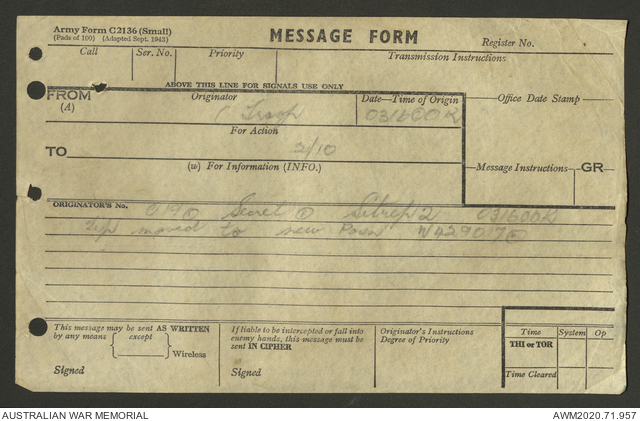 Army Form C2136 (Small)
(Pads of 100) (Adapted Sept. 1943)
MESSAGE FORM
Register No.
Call Ser. No. Priority Transmission Instructions
ABOVE THIS LINE FOR SIGNALS USE ONLY
FROM
(A)
Originator
Date—Time of Origin
Office Date Stamp
C Troop
031600K
For Action
TO
2/10
(w) For Information (INFO.)
Message Instructions GR
ORIGINATOR'S No.
Secret Sitrep 2 031600K
Tp moved to new Posn
This message may be sent AS WRITTEN
by any means except
Wireless
Signed
If liable to be intercepted or fall into
enemy hands, this message must be
sent IN CIPHER
Signed
Originator's Instructions
Degree of Priority
Time System Op
THI or TOR
Time Cleared
AUSTRALIAN WAR MEMORIAL
AWM2020.71.957